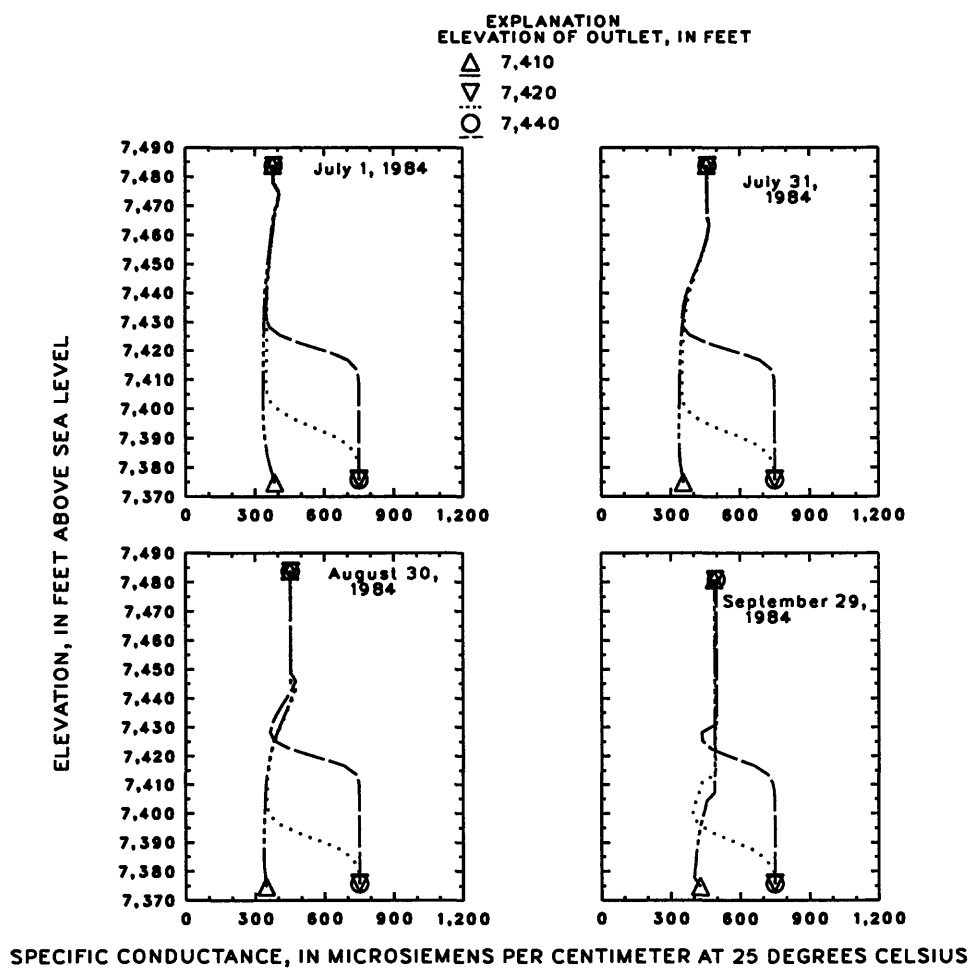 EXPLANATION
ELEVATION OF OUTLET, IN FEET
7,410
7,420
7,440
7,490
7,480
7,470
7,460
7,450
7,440
7,430
7,420
7,410
7,400
7,390
7,380
7,370
July 1, 1984
0 300 600 900 1,200
July 31,
1984
0 300 600 900 1,200
ELEVATION, IN FEET ABOVE SEA LEVEL
7,490
7,480
7,470
7,460
7,450
7,440
7,430
7,420
7,410
7,400
7,390
7,380
7,370
August 30,
1984
0 300 600 900 1,200
September 29,
1984
0 300 600 900 1,200
SPECIFIC CONDUCTANCE, IN MICROSIEMENS PER CENTIMETER AT 25 DEGREES CELSIUS